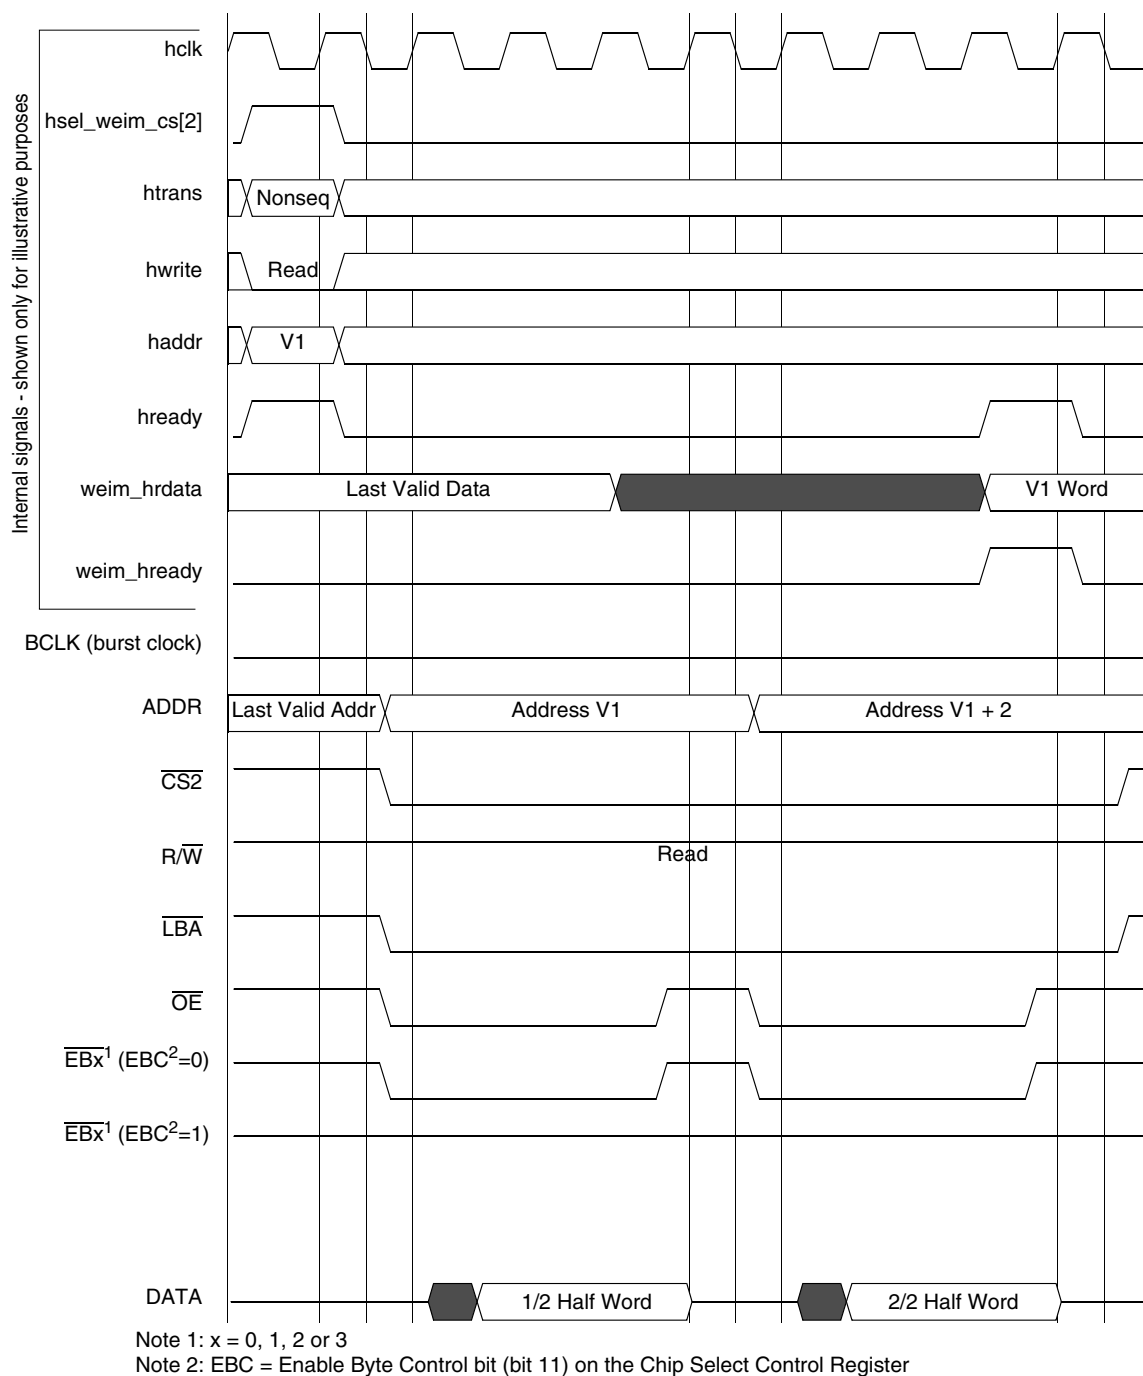 Internal signals - shown only for illustrative purposes
hclk
hsel_weim_cs[2]
htrans Nonseq
hwrite Read
haddr V1
hready
weim_hrdata Last Valid Data V1 Word
weim_hready
BCLK (burst clock)
ADDR Last Valid Addr Address V1 Address V1 + 2
CS2
R/W Read
LBA
OE
EBx¹ (EBC²=0)
EBx¹ (EBC²=1)
DATA 1/2 Half Word 2/2 Half Word
Note 1: x = 0, 1, 2 or 3
Note 2: EBC = Enable Byte Control bit (bit 11) on the Chip Select Control Register